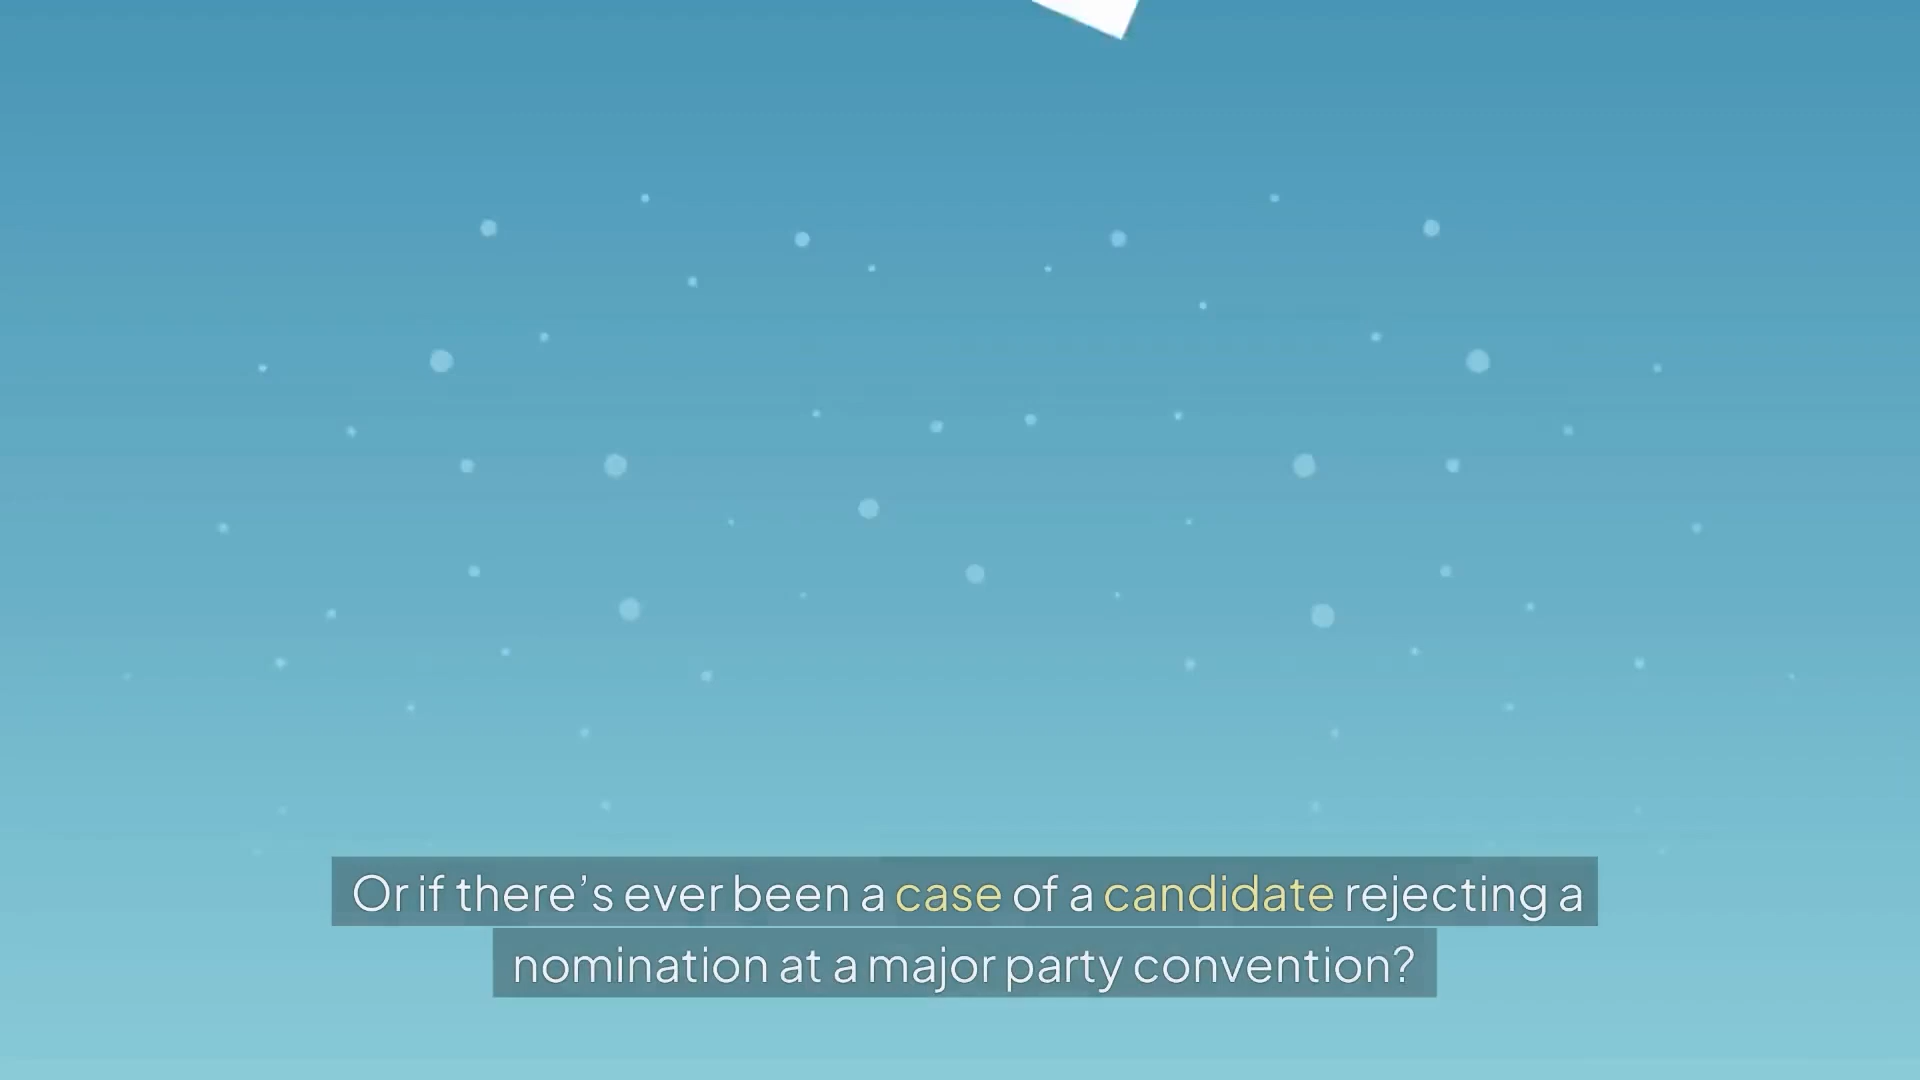 Or if there’s ever been a case of a candidate rejecting a
nomination at a major party convention?